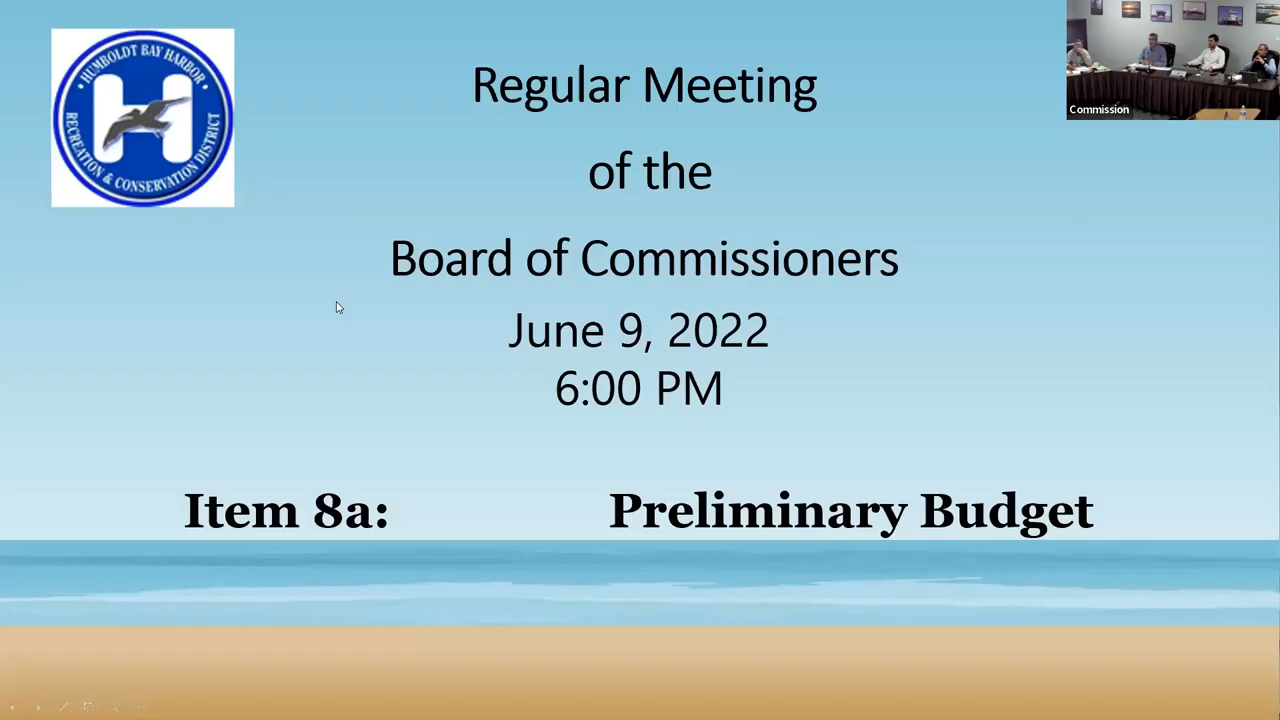 HUMBOLDT BAY HARBOR
H
RECREATION & CONSERVATION DISTRICT
Regular Meeting
of the
Board of Commissioners
June 9, 2022
6:00 PM
Item 8a: Preliminary Budget
Commission